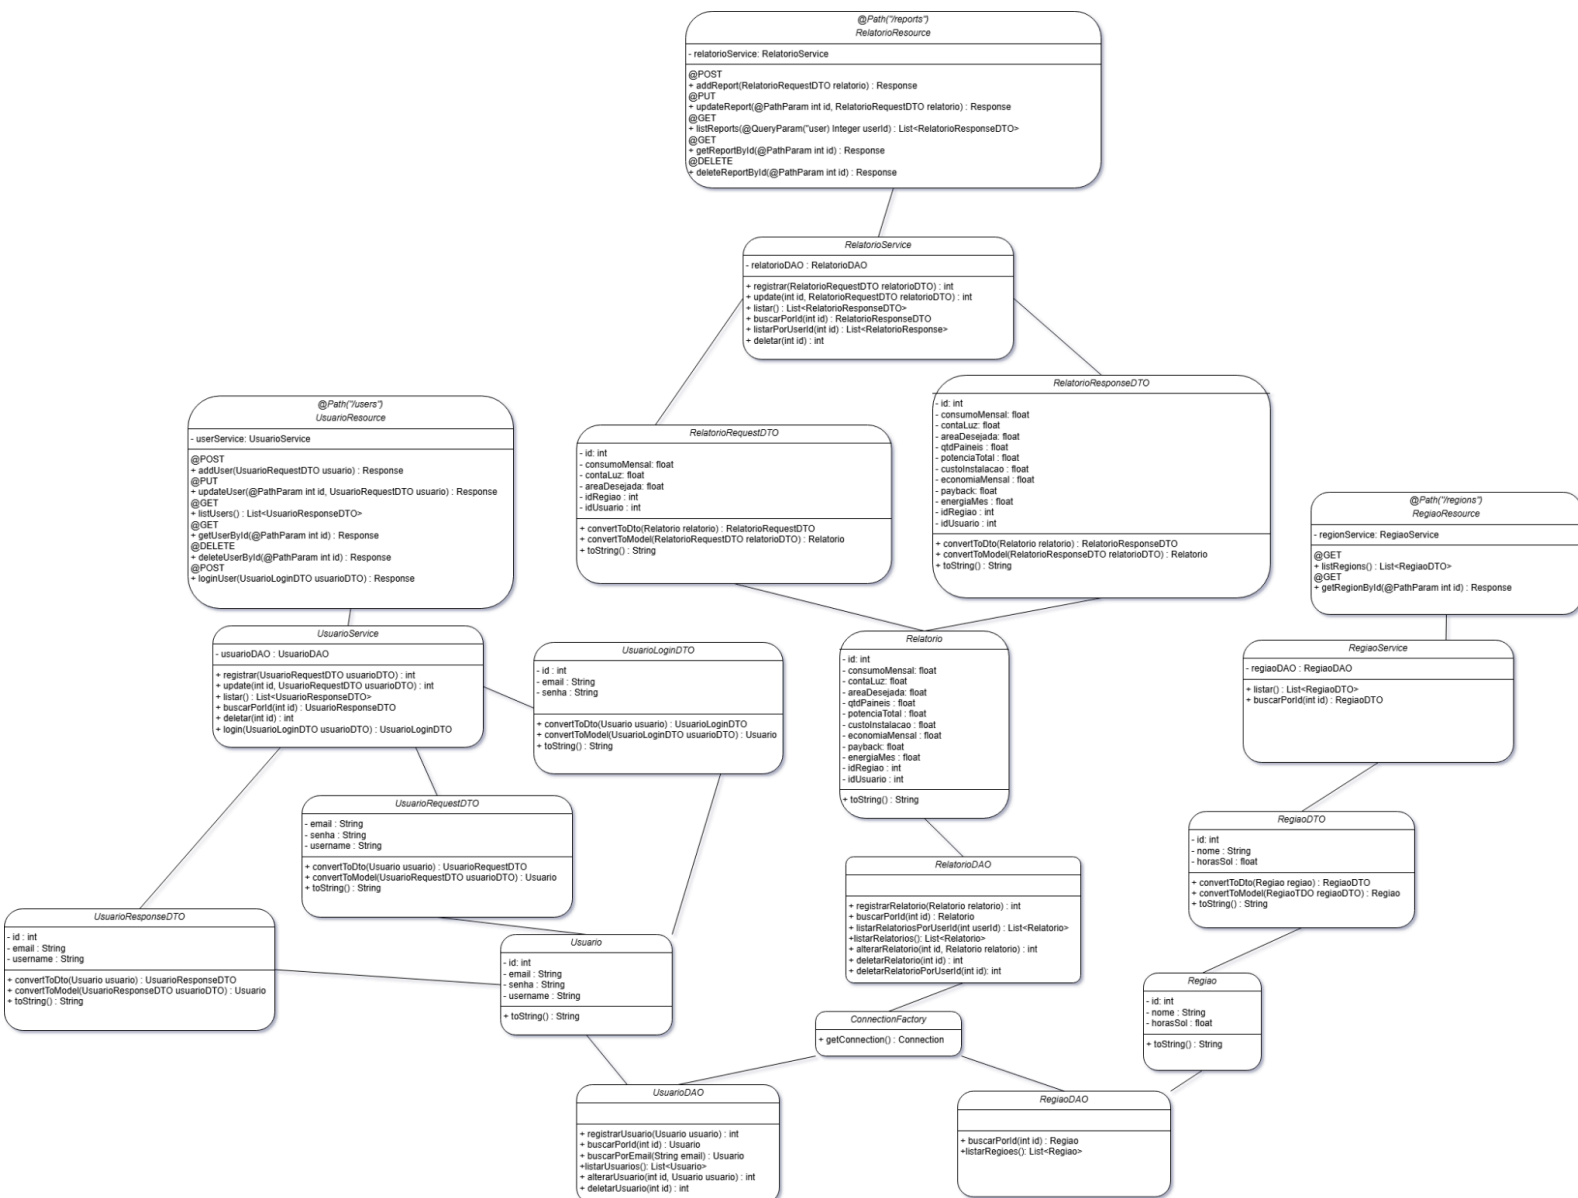 @Path("/reports")
RelatorioResource
- relatorioService: RelatorioService
@POST
+ addReport(RelatorioRequestDTO relatorio) : Response
@PUT
+ updateReport(@PathParam int id, RelatorioRequestDTO relatorio) : Response
@GET
+ listReports(@QueryParam("user) Integer userId) : List<RelatorioResponseDTO>
@GET
+ getReportById(@PathParam int id) : Response
@DELETE
+ deleteReportById(@PathParam int id) : Response
RelatorioService
- relatorioDAO : RelatorioDAO
+ registrar(RelatorioRequestDTO relatorioDTO) : int
+ update(int id, RelatorioRequestDTO relatorioDTO) : int
+ listar() : List<RelatorioResponseDTO>
+ buscarPorId(int id) : RelatorioResponseDTO
+ listarPorUserId(int id) : List<RelatorioResponse>
+ deletar(int id) : int
RelatorioResponseDTO
- id: int
- consumoMensal: float
- contaLuz: float
- areaDesejada: float
- qtdPaineis : float
- potenciaTotal : float
- custoInstalacao : float
- economiaMensal : float
- payback : float
- energiaMes : float
- idRegiao : int
- idUsuario : int
+ convertToDto(Relatorio relatorio) : RelatorioResponseDTO
+ convertToModel(RelatorioResponseDTO relatorioDTO) : Relatorio
+ toString() : String
@Path("/users")
UsuarioResource
- userService: UsuarioService
@POST
+ addUser(UsuarioRequestDTO usuario) : Response
@PUT
+ updateUser(@PathParam int id, UsuarioRequestDTO usuario) : Response
@GET
+ listUsers() : List<UsuarioResponseDTO>
@GET
+ getUserById(@PathParam int id) : Response
@DELETE
+ deleteUserById(@PathParam int id) : Response
@POST
+ loginUser(UsuarioLoginDTO usuarioDTO) : Response
RelatorioRequestDTO
- id: int
- consumoMensal: float
- contaLuz: float
- areaDesejada: float
- idRegiao : int
- idUsuario : int
+ convertToDto(Relatorio relatorio) : RelatorioRequestDTO
+ convertToModel(RelatorioRequestDTO relatorioDTO) : Relatorio
+ toString() : String
@Path("/regions")
RegiaoResource
- regionService: RegiaoService
@GET
+ listRegions() : List<RegiaoDTO>
@GET
+ getRegionById(@PathParam int id) : Response
UsuarioService
- usuarioDAO : UsuarioDAO
+ registrar(UsuarioRequestDTO usuarioDTO) : int
+ update(int id, UsuarioRequestDTO usuarioDTO) : int
+ listar() : List<UsuarioResponseDTO>
+ buscarPorId(int id) : UsuarioResponseDTO
+ deletar(int id) : int
+ login(UsuarioLoginDTO usuarioDTO) : UsuarioLoginDTO
UsuarioLoginDTO
- id : int
- email : String
- senha : String
+ convertToDto(Usuario usuario) : UsuarioLoginDTO
+ convertToModel(UsuarioLoginDTO usuarioDTO) : Usuario
+ toString() : String
Relatorio
- id: int
- consumoMensal : float
- contaLuz: float
- areaDesejada: float
- qtdPaineis : float
- potenciaTotal : float
- custoInstalacao : float
- economiaMensal : float
- payback : float
- energiaMes : float
- idRegiao : int
- idUsuario : int
+ toString() : String
RegiaoService
- regiaoDAO : RegiaoDAO
+ listar() : List<RegiaoDTO>
+ buscarPorId(int id) : RegiaoDTO
UsuarioRequestDTO
- email : String
- senha : String
- username : String
+ convertToDto(Usuario usuario) : UsuarioRequestDTO
+ convertToModel(UsuarioRequestDTO usuarioDTO) : Usuario
+ toString() : String
RegiaoDTO
- id: int
- nome : String
- horasSol : float
+ convertToDto(Regiao regiao) : RegiaoDTO
+ convertToModel(RegiaoTDO regiaoDTO) : Regiao
+ toString() : String
RelatorioDAO
+ registrarRelatorio(Relatorio relatorio) : int
+ buscarPorId(int id) : Relatorio
+ listarRelatoriosPorUserId(int userId) : List<Relatorio>
+listarRelatorios(): List<Relatorio>
+ alterarRelatorio(int id, Relatorio relatorio) : int
+ deletarRelatorio(int id) : int
+ deletarRelatorioPorUserId(int id): int
UsuarioResponseDTO
- id : int
- email : String
- username : String
+ convertToDto(Usuario usuario) : UsuarioResponseDTO
+ convertToModel(UsuarioResponseDTO usuarioDTO) : Usuario
+ toString() : String
Usuario
- id: int
- email : String
- senha : String
- username : String
+ toString() : String
Regiao
- id: int
- nome : String
- horasSol : float
+ toString() : String
ConnectionFactory
+ getConnection() : Connection
UsuarioDAO
+ registrarUsuario(Usuario usuario) : int
+ buscarPorId(int id) : Usuario
+ buscarPorEmail(String email) : Usuario
+listarUsuarios(): List<Usuario>
+ alterarUsuario(int id, Usuario usuario) : int
+ deletarUsuario(int id) : int
RegiaoDAO
+ buscarPorId(int id) : Regiao
+listarRegioes(): List<Regiao>